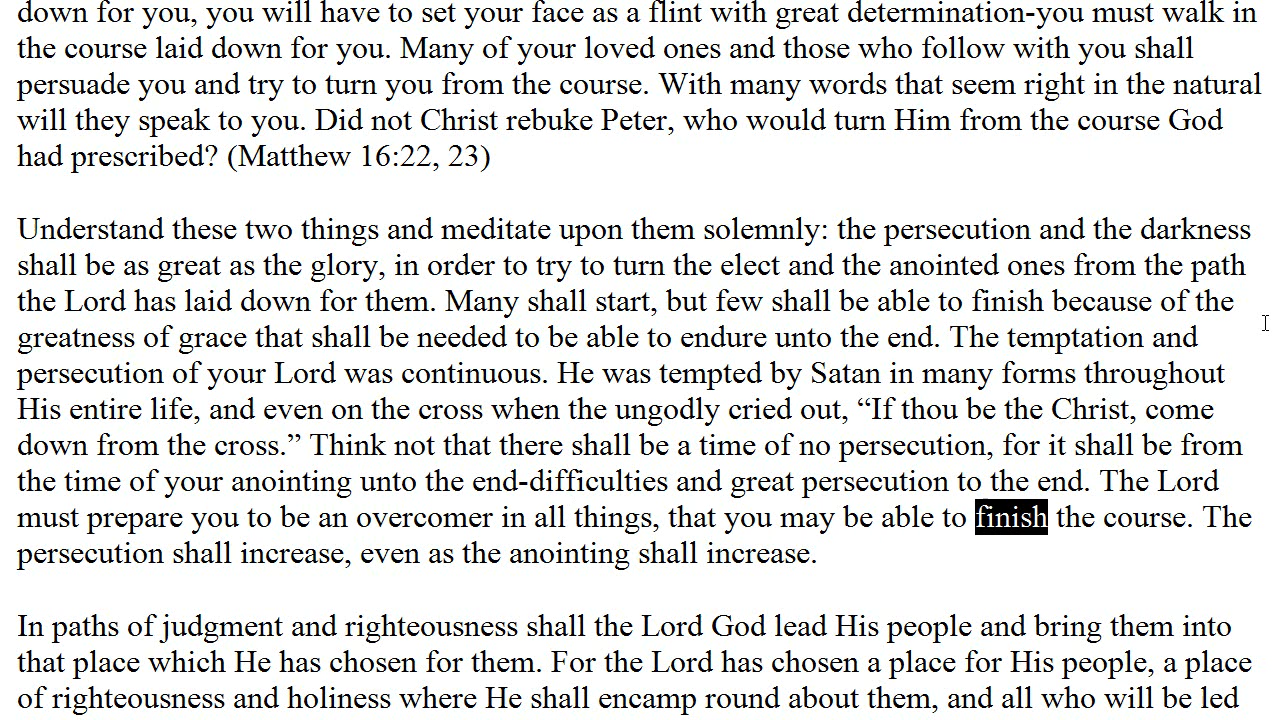 down for you, you will have to set your face as a flint with great determination-you must walk in
the course laid down for you. Many of your loved ones and those who follow with you shall
persuade you and try to turn you from the course. With many words that seem right in the natural
will they speak to you. Did not Christ rebuke Peter, who would turn Him from the course God
had prescribed? (Matthew 16:22, 23)
Understand these two things and meditate upon them solemnly: the persecution and the darkness
shall be as great as the glory, in order to try to turn the elect and the anointed ones from the path
the Lord has laid down for them. Many shall start, but few shall be able to finish because of the
greatness of grace that shall be needed to be able to endure unto the end. The temptation and
persecution of your Lord was continuous. He was tempted by Satan in many forms throughout
His entire life, and even on the cross when the ungodly cried out, “If thou be the Christ, come
down from the cross.” Think not that there shall be a time of no persecution, for it shall be from
the time of your anointing unto the end-difficulties and great persecution to the end. The Lord
must prepare you to be an overcomer in all things, that you may be able to finish the course. The
persecution shall increase, even as the anointing shall increase.
In paths of judgment and righteousness shall the Lord God lead His people and bring them into
that place which He has chosen for them. For the Lord has chosen a place for His people, a place
of righteousness and holiness where He shall encamp round about them, and all who will be led